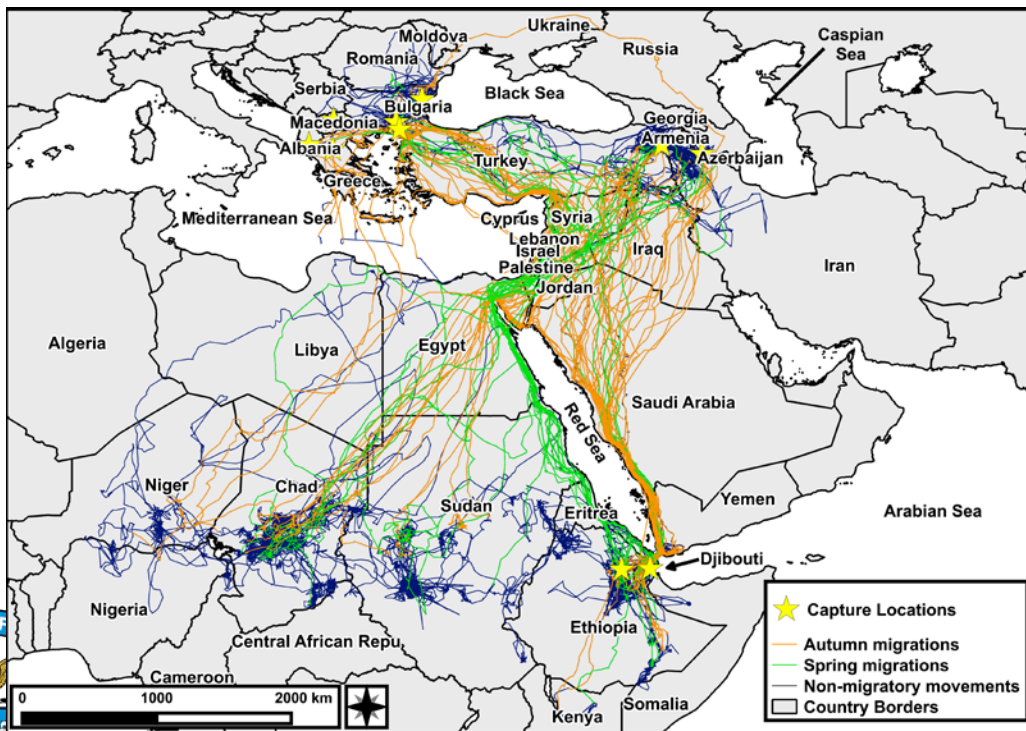 Ukraine
Moldova
Caspian
Sea
Russia
Romania
Serbia
Black Sea
Bulgaria
Georgia
Macedonia
Armenia
Albania
Azerbaijan
Turkey
Greece
Mediterranean Sea
Cyprus
Syria
Lebanon
Israel
Iraq
Palestine
Iran
Jordan
Algeria
Libya
Egypt
Saudi Arabia
Red Sea
Niger
Chad
Sudan
Yemen
Eritrea
Arabian Sea
Djibouti
Nigeria
Ethiopia
Central African Repu
Cameroon
Somalia
Kenya
Capture Locations
Autumn migrations
Spring migrations
Non-migratory movements
Country Borders
0 1000 2000 km